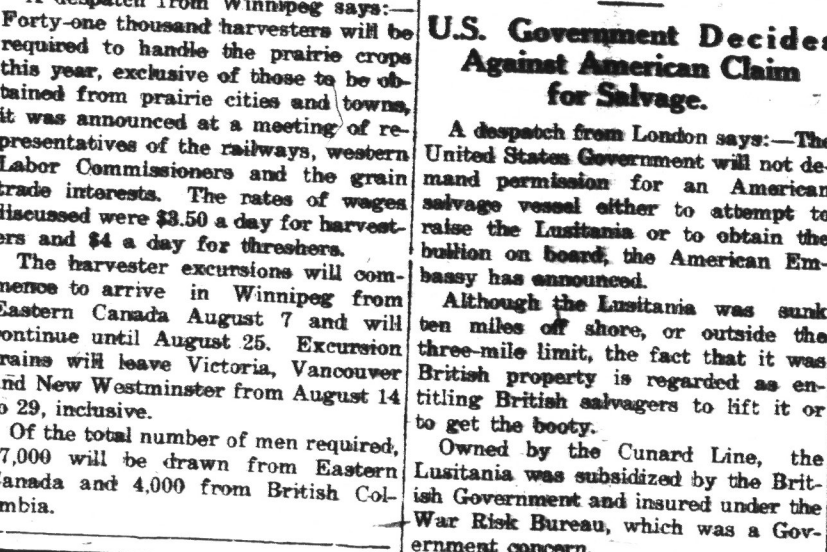 A despatch from Winnipeg says:—
Forty-one thousand harvesters will be
required to handle the prairie crops
this year, exclusive of those to be ob-
tained from prairie cities and towns,
it was announced at a meeting of re-
presentatives of the railways, western
Labor Commissioners and the grain
trade interests. The rates of wages
discussed were $3.50 a day for harvest-
ers and $4 a day for threshers.
The harvester excursions will com-
mence to arrive in Winnipeg from
Eastern Canada August 7 and will
continue until August 25. Excursion
trains will leave Victoria, Vancouver
and New Westminster from August 14
to 29, inclusive.
Of the total number of men required,
7,000 will be drawn from Eastern
Canada and 4,000 from British Col-
mbia.
U.S. Government Decides
Against American Claim
for Salvage.
A despatch from London says:—The
United States Government will not de-
mand permission for an American
salvage vessel either to attempt to
raise the Lusitania or to obtain the
bullion on board, the American Em-
bassy has announced.
Although the Lusitania was sunk
ten miles off shore, or outside the
three-mile limit, the fact that it was
British property is regarded as en-
titling British salvagers to lift it or
to get the booty.
Owned by the Cunard Line, the
Lusitania was subsidized by the Brit-
ish Government and insured under the
War Risk Bureau, which was a Gov-
ernment concern.